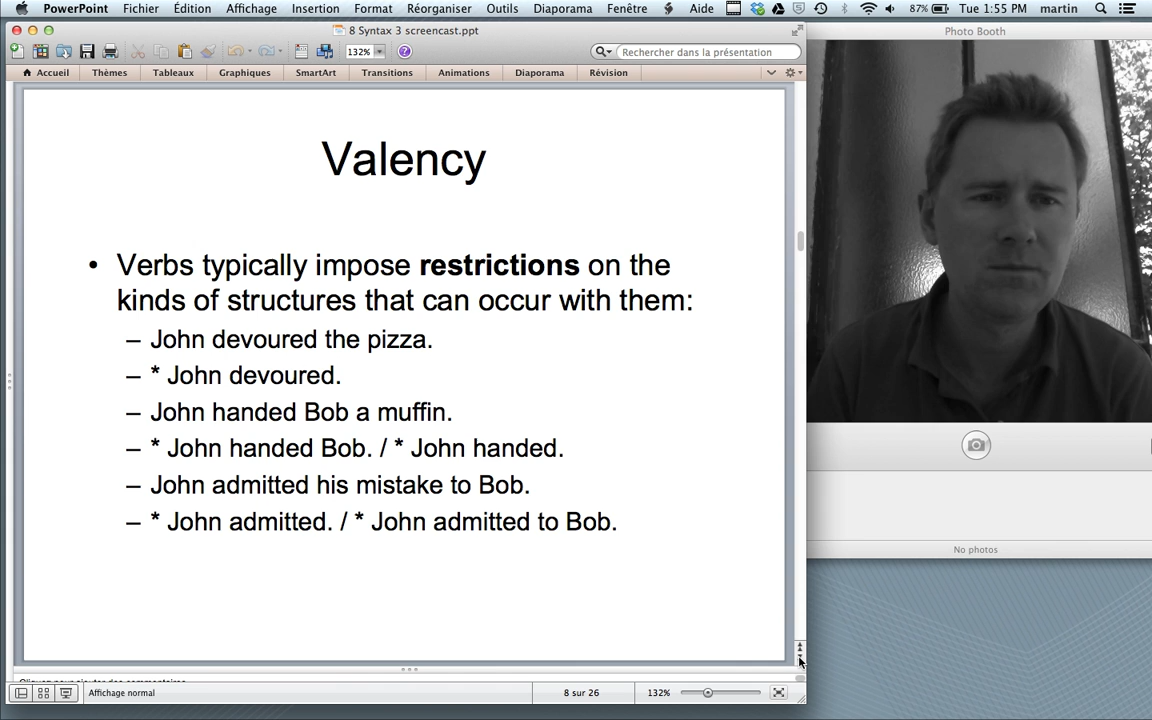 PowerPoint Fichier Édition Affichage Insertion Format Réorganiser Outils Diaporama Fenêtre Aide 87% Tue 1:55 PM martin
8 Syntax 3 screencast.ppt
Photo Booth
132% Rechercher dans la présentation
Accueil Thèmes Tableaux Graphiques SmartArt Transitions Animations Diaporama Révision
Valency
• Verbs typically impose restrictions on the
kinds of structures that can occur with them:
– John devoured the pizza.
– * John devoured.
– John handed Bob a muffin.
– * John handed Bob. / * John handed.
– John admitted his mistake to Bob.
– * John admitted. / * John admitted to Bob.
No photos
Affichage normal 8 sur 26 132%